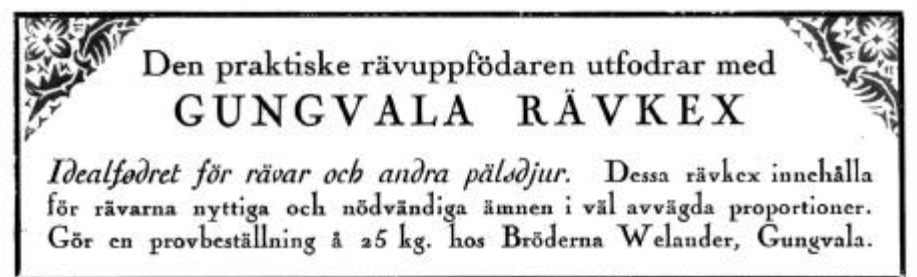 Den praktiske rävuppfödaren utfodrar med
GUNGVALA RÄVKEX
Idealfödret för rävar och andra pälsdjur. Dessa rävkex innehålla
för rävarna nyttiga och nödvändiga ämnen i väl avvägda proportioner.
Gör en provbeställning å 25 kg. hos Bröderna Welander, Gungvala.